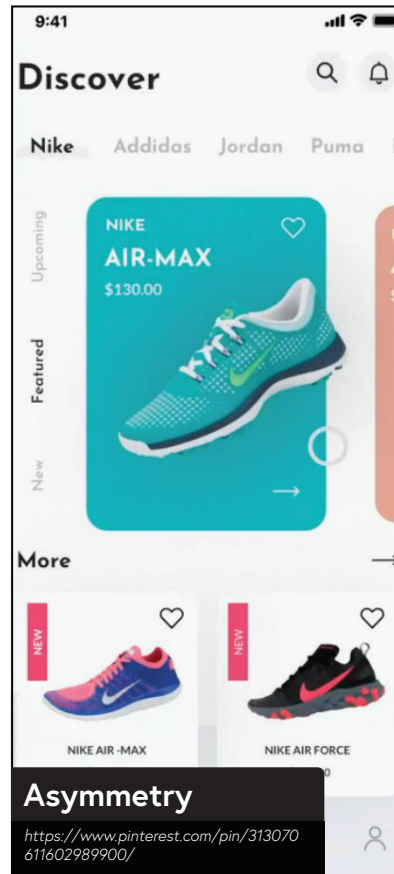 9:41
Discover
Nike Addidas Jordan Puma
Upcoming
Featured
New
NIKE
AIR-MAX
$130.00
More
NEW
NEW
NIKE AIR -MAX NIKE AIR FORCE
Asymmetry
https://www.pinterest.com/pin/313070
611602989900/